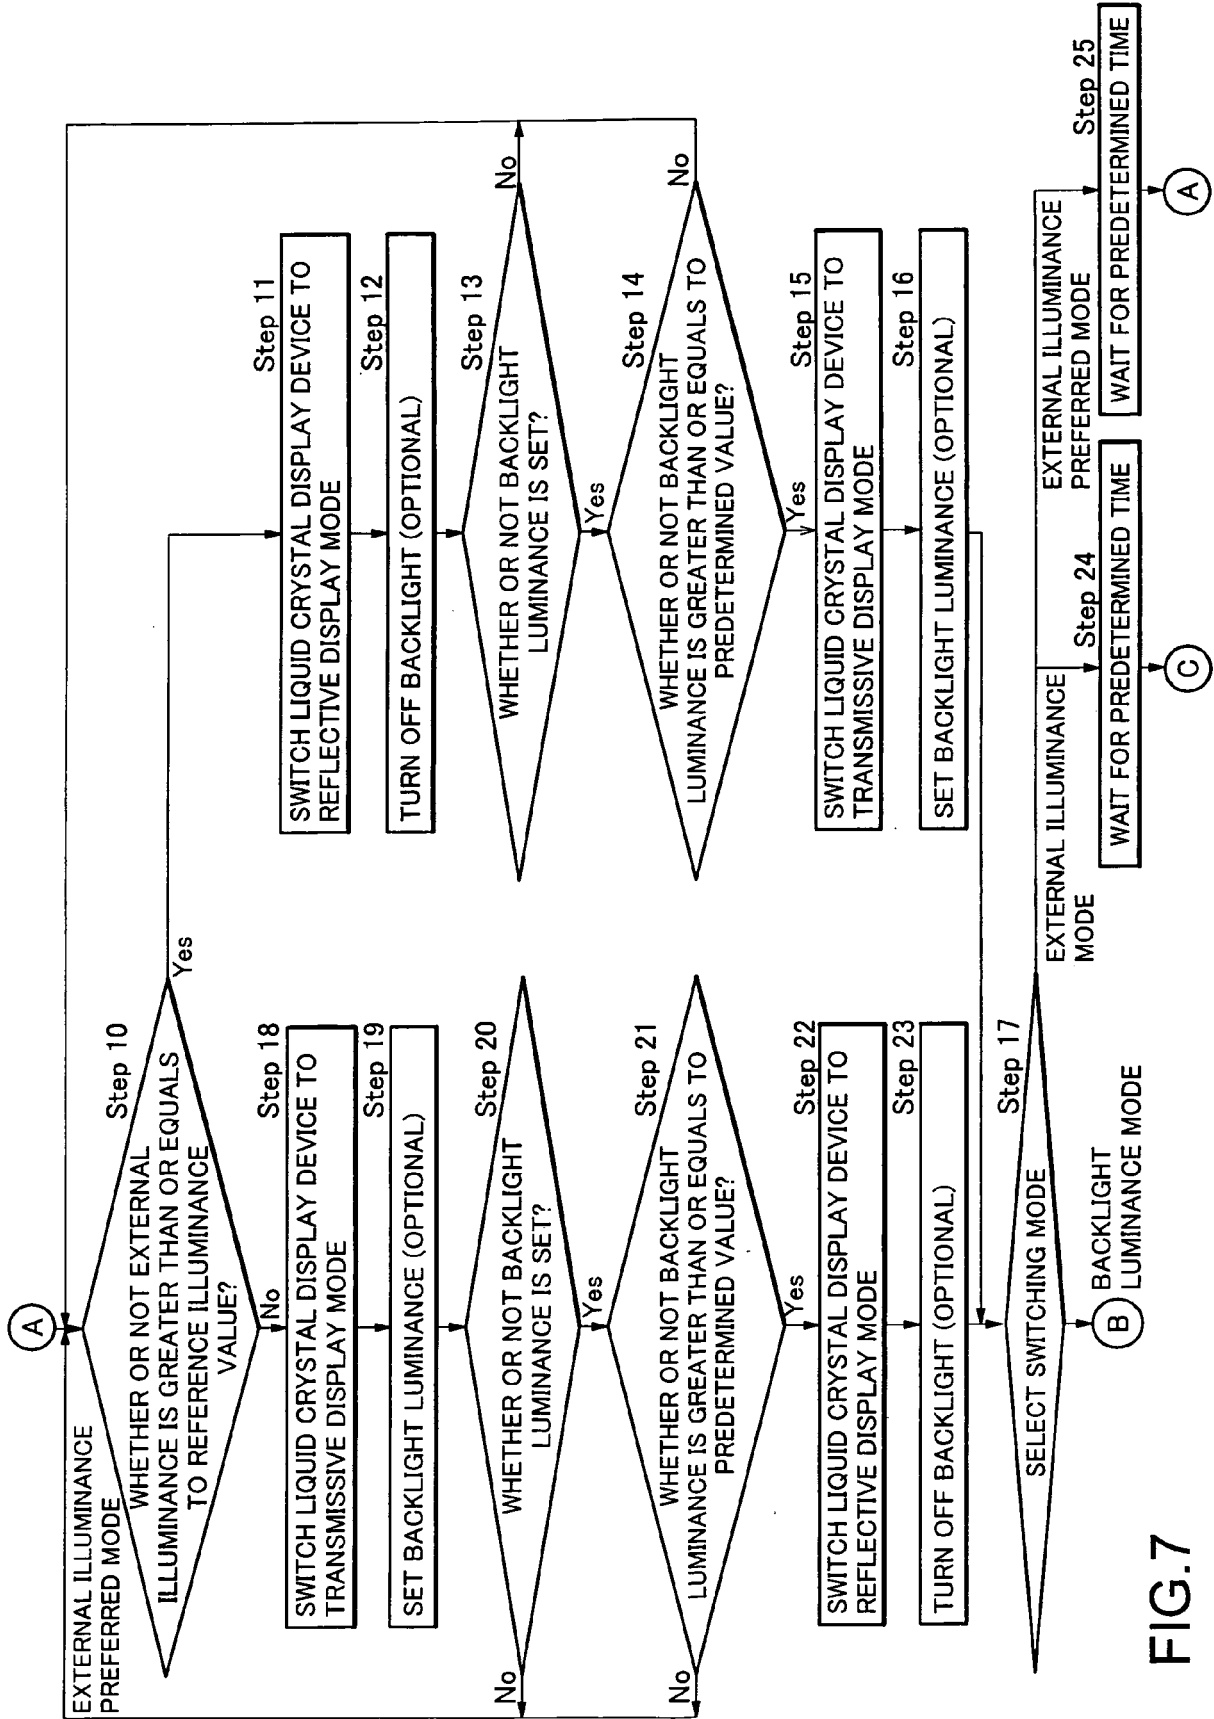 A
EXTERNAL ILLUMINANCE
PREFERRED MODE
Step 10
WHETHER OR NOT EXTERNAL
ILLUMINANCE IS GREATER THAN OR EQUALS
TO REFERENCE ILLUMINANCE
VALUE?
Yes
No
Step 18
SWITCH LIQUID CRYSTAL DISPLAY DEVICE TO
TRANSMISSIVE DISPLAY MODE
Step 19
SET BACKLIGHT LUMINANCE (OPTIONAL)
Step 20
WHETHER OR NOT BACKLIGHT
LUMINANCE IS SET?
No
Yes
Step 21
WHETHER OR NOT BACKLIGHT
LUMINANCE IS GREATER THAN OR EQUALS TO
PREDETERMINED VALUE?
No
Yes
Step 22
SWITCH LIQUID CRYSTAL DISPLAY DEVICE TO
REFLECTIVE DISPLAY MODE
Step 23
TURN OFF BACKLIGHT (OPTIONAL)
Step 11
SWITCH LIQUID CRYSTAL DISPLAY DEVICE TO
REFLECTIVE DISPLAY MODE
Step 12
TURN OFF BACKLIGHT (OPTIONAL)
Step 13
WHETHER OR NOT BACKLIGHT
LUMINANCE IS SET?
No
Yes
Step 14
WHETHER OR NOT BACKLIGHT
LUMINANCE IS GREATER THAN OR EQUALS TO
PREDETERMINED VALUE?
No
Yes
Step 15
SWITCH LIQUID CRYSTAL DISPLAY DEVICE TO
TRANSMISSIVE DISPLAY MODE
Step 16
SET BACKLIGHT LUMINANCE (OPTIONAL)
Step 17
SELECT SWITCHING MODE
B
BACKLIGHT
LUMINANCE MODE
EXTERNAL ILLUMINANCE
MODE
Step 24
WAIT FOR PREDETERMINED TIME
C
EXTERNAL ILLUMINANCE
PREFERRED MODE
Step 25
WAIT FOR PREDETERMINED TIME
A
FIG.7